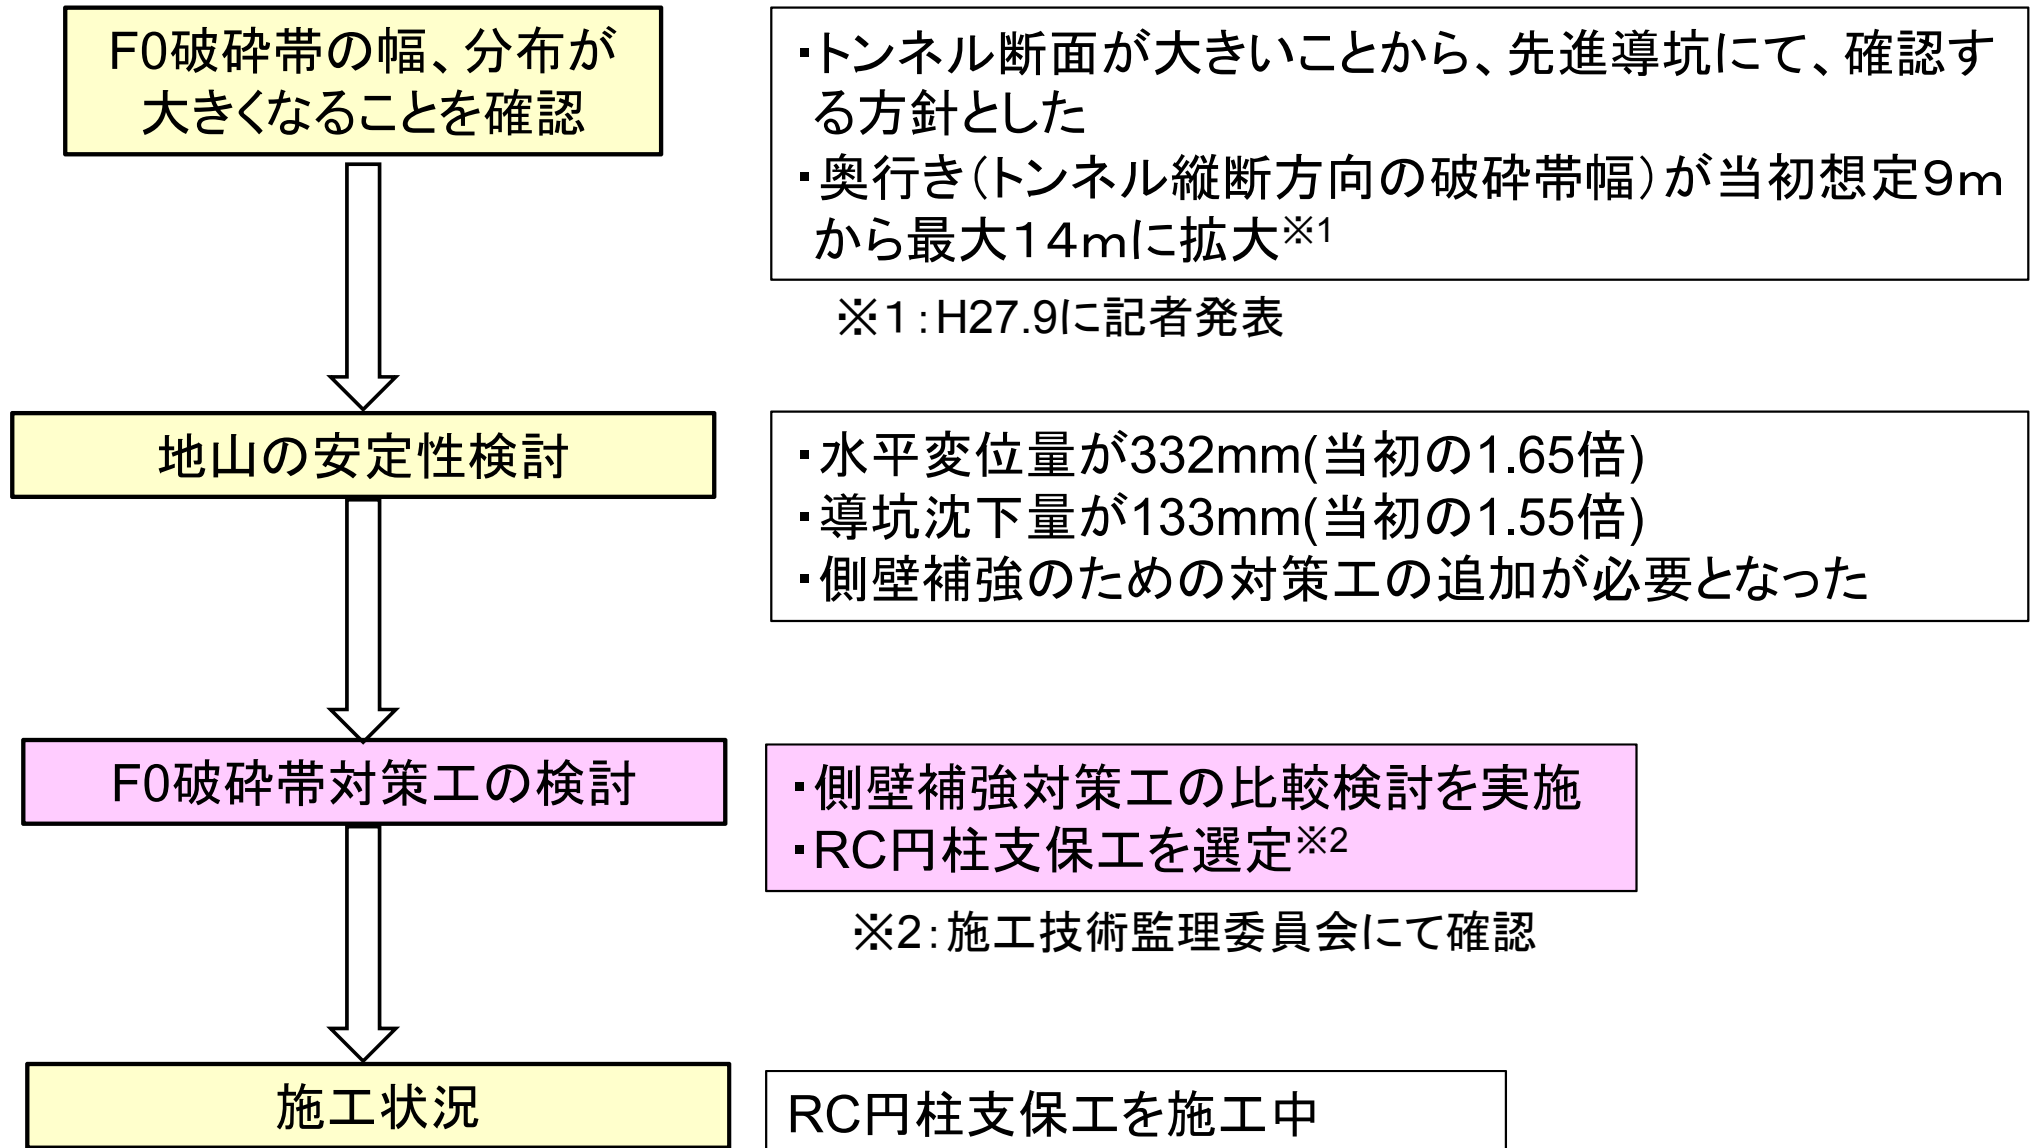 F0破砕帯の幅、分布が
大きくなることを確認
・トンネル断面が大きいことから、先進導坑にて、確認す
る方針とした
・奥行き（トンネル縦断方向の破砕帯幅）が当初想定９ｍ
から最大１４ｍに拡大※1
※１：H27.9に記者発表
地山の安定性検討
・水平変位量が332mm(当初の1.65倍)
・導坑沈下量が133mm(当初の1.55倍)
・側壁補強のための対策工の追加が必要となった
F0破砕帯対策工の検討
・側壁補強対策工の比較検討を実施
・RC円柱支保工を選定※2
※2：施工技術監理委員会にて確認
施工状況
RC円柱支保工を施工中